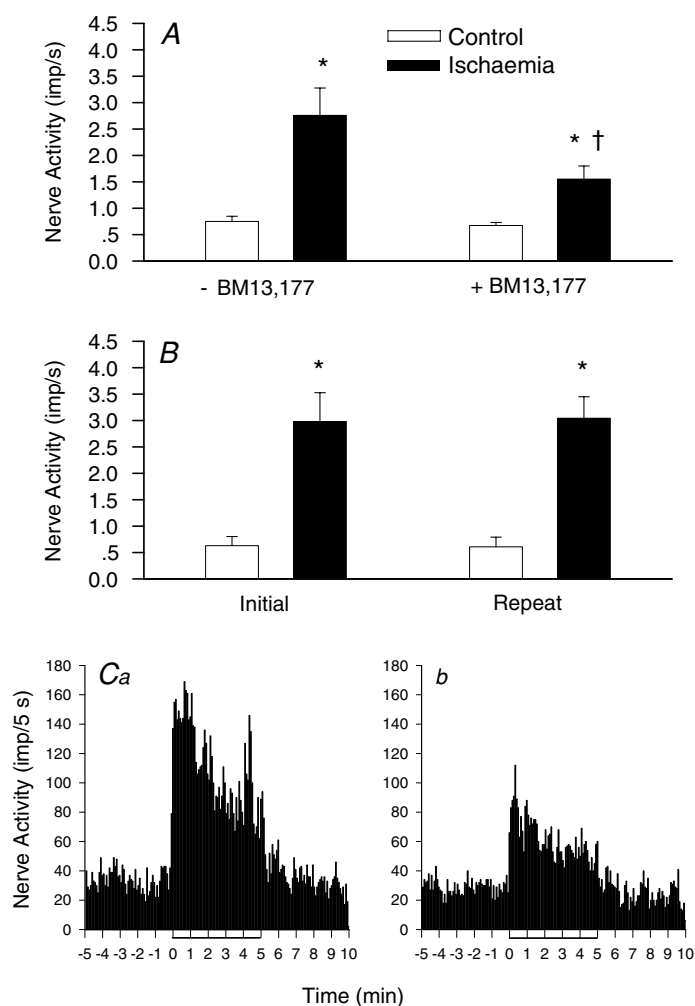 A
Control
Ischaemia
Nerve Activity (imp/s)
4.5
4.0
3.5
3.0
2.5
2.0
1.5
1.0
.5
0.0
*
* †
- BM13,177
+ BM13,177
B
Nerve Activity (imp/s)
4.5
4.0
3.5
3.0
2.5
2.0
1.5
1.0
.5
0.0
*
*
Initial
Repeat
Ca
Nerve Activity (imp/5 s)
180
160
140
120
100
80
60
40
20
0
-5 -4 -3 -2 -1 0 1 2 3 4 5 6 7 8 9 10
b
180
160
140
120
100
80
60
40
20
0
-5 -4 -3 -2 -1 0 1 2 3 4 5 6 7 8 9 10
Time (min)